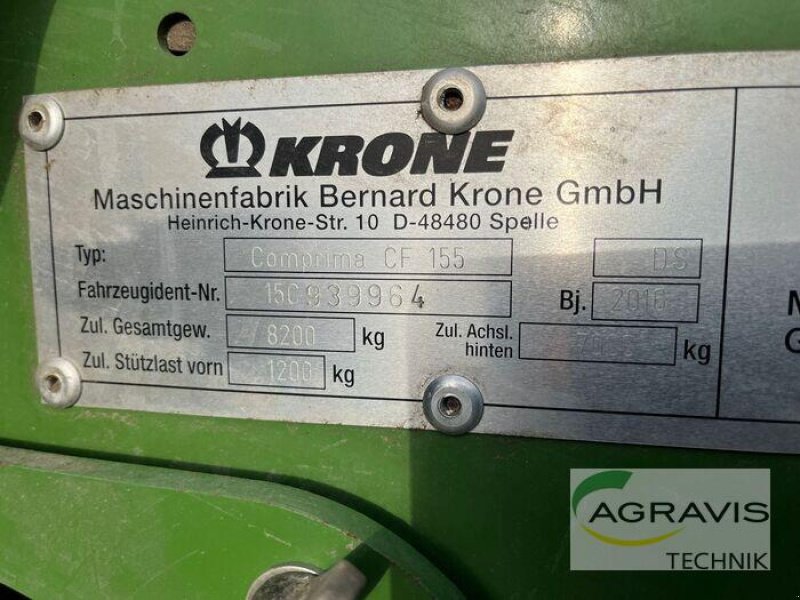 KRONE
Maschinenfabrik Bernard Krone GmbH
Heinrich-Krone-Str. 10 D-48480 Spelle
Typ: Comprima CF 155 DS
Fahrzeugident-Nr. 15C939964 Bj. 2010
Zul. Gesamtgew. 8200 kg
Zul. Achsl. hinten kg
Zul. Stützlast vorn 1200 kg
AGRAVIS
TECHNIK